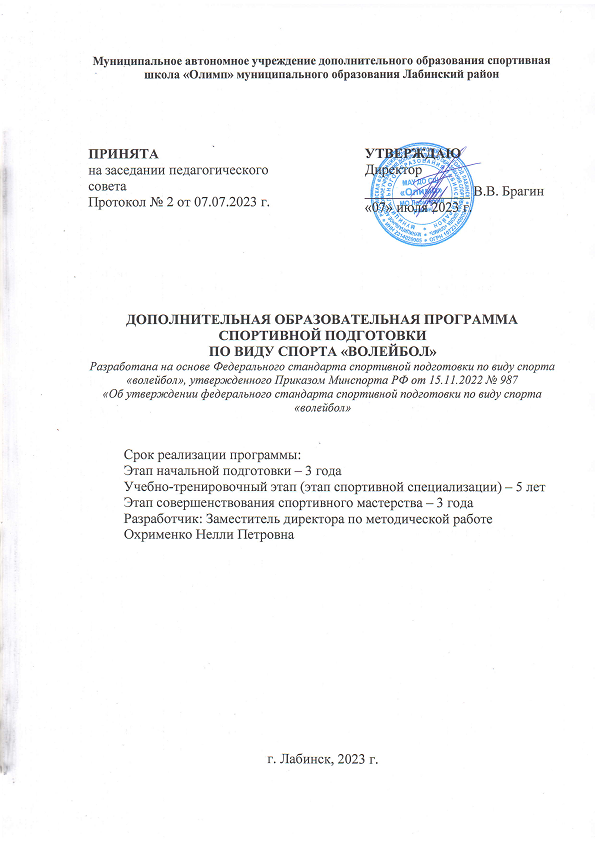 Муниципальное автономное учреждение дополнительного образования спортивная
школа «Олимп» муниципального образования Лабинский район
ПРИНЯТА
на заседании педагогического
совета
Протокол № 2 от 07.07.2023 г.
УТВЕРЖДАЮ
Директор
В.В. Брагин
«07» июля 2023 г.
МАУ ДО СШ
«Олимп»
ДОПОЛНИТЕЛЬНАЯ ОБРАЗОВАТЕЛЬНАЯ ПРОГРАММА
СПОРТИВНОЙ ПОДГОТОВКИ
ПО ВИДУ СПОРТА «ВОЛЕЙБОЛ»
Разработана на основе Федерального стандарта спортивной подготовки по виду спорта
«волейбол», утвержденного Приказом Минспорта РФ от 15.11.2022 № 987
«Об утверждении федерального стандарта спортивной подготовки по виду спорта
«волейбол»
Срок реализации программы:
Этап начальной подготовки – 3 года
Учебно-тренировочный этап (этап спортивной специализации) – 5 лет
Этап совершенствования спортивного мастерства – 3 года
Разработчик: Заместитель директора по методической работе
Охрименко Нелли Петровна
г. Лабинск, 2023 г.